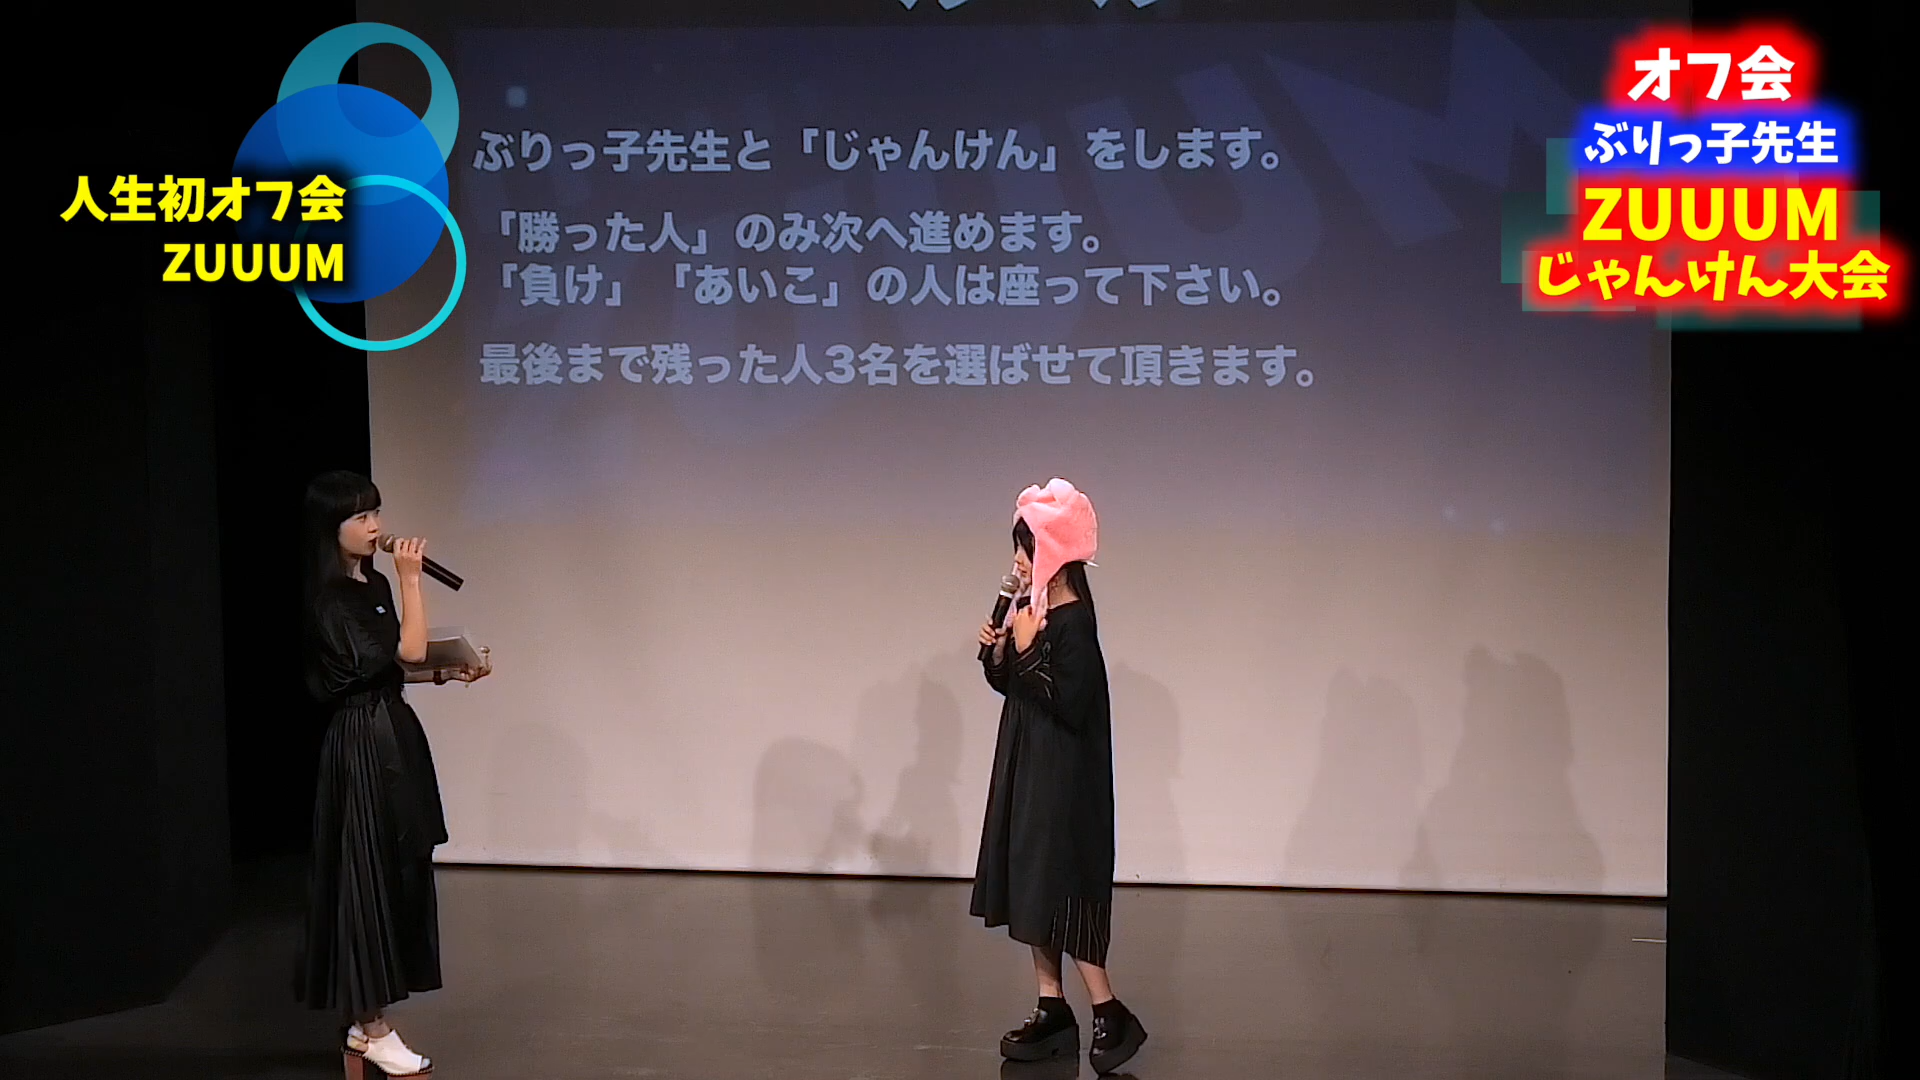 人生初オフ会
ZUUUM
オフ会
ぶりっ子先生
ZUUUM
じゃんけん大会
ぶりっ子先生と「じゃんけん」をします。
「勝った人」のみ次へ進めます。
「負け」「あいこ」の人は座って下さい。
最後まで残った人3名を選ばせて頂きます。
ZUUUM